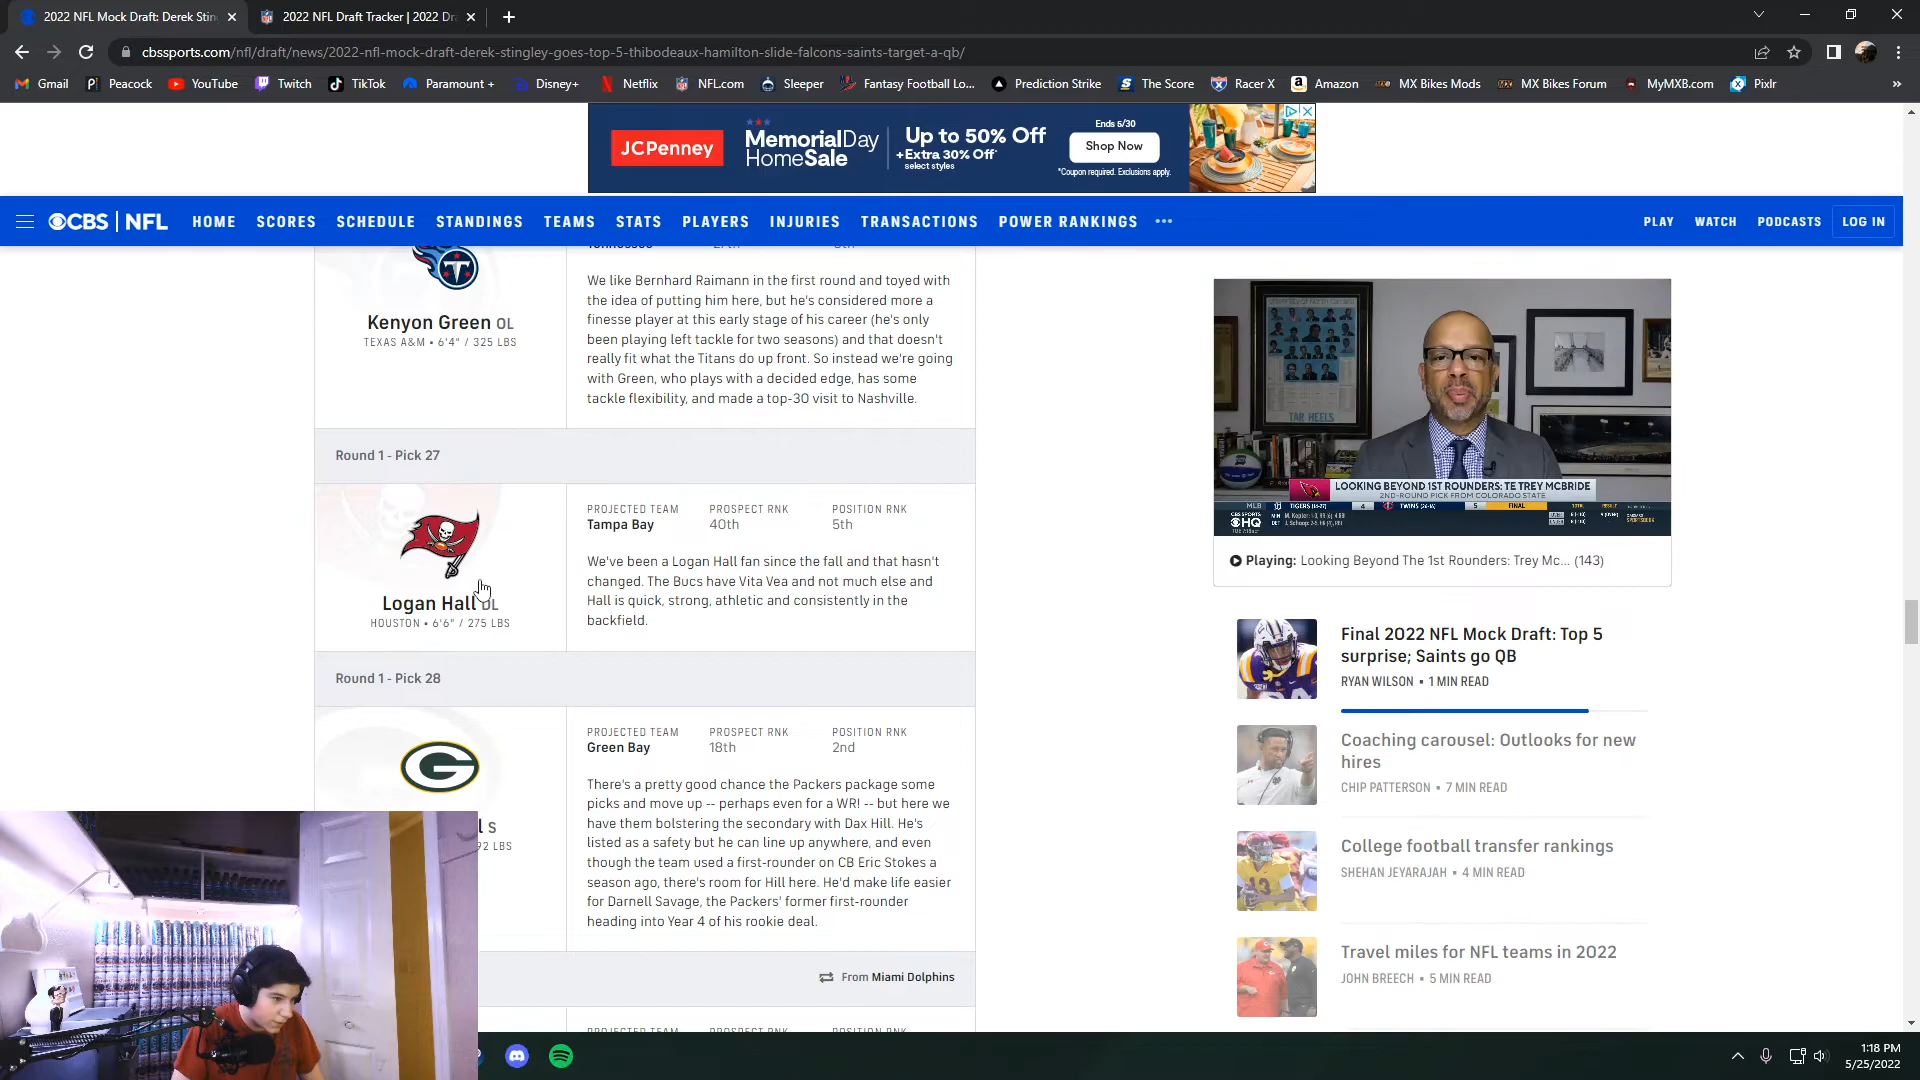 2022 NFL Mock Draft: Derek Stin
2022 NFL Draft Tracker | 2022 Dr
cbssports.com/nfl/draft/news/2022-nfl-mock-draft-derek-stingley-goes-top-5-thibodeaux-hamilton-slide-falcons-saints-target-a-qb/
Gmail Peacock YouTube Twitch TikTok Paramount + Disney+ Netflix NFL.com Sleeper Fantasy Football Lo... Prediction Strike The Score Racer X Amazon MX Bikes Mods MX Bikes Forum MyMXB.com Pixlr
JCPenney
MemorialDay
HomeSale
Up to 50% Off
+Extra 30% Off*
select styles
Ends 5/30
Shop Now
*Coupon required. Exclusions apply.
CBS | NFL HOME SCORES SCHEDULE STANDINGS TEAMS STATS PLAYERS INJURIES TRANSACTIONS POWER RANKINGS ••• PLAY WATCH PODCASTS LOG IN
Kenyon Green OL
TEXAS A&M • 6'4" / 325 LBS
We like Bernhard Raimann in the first round and toyed with
the idea of putting him here, but he's considered more a
finesse player at this early stage of his career (he's only
been playing left tackle for two seasons) and that doesn't
really fit what the Titans do up front. So instead we're going
with Green, who plays with a decided edge, has some
tackle flexibility, and made a top-30 visit to Nashville.
Round 1 - Pick 27
Logan Hall DL
HOUSTON • 6'6" / 275 LBS
PROJECTED TEAM PROSPECT RNK POSITION RNK
Tampa Bay 40th 5th
We've been a Logan Hall fan since the fall and that hasn't
changed. The Bucs have Vita Vea and not much else and
Hall is quick, strong, athletic and consistently in the
backfield.
Round 1 - Pick 28
l S
92 LBS
PROJECTED TEAM PROSPECT RNK POSITION RNK
Green Bay 18th 2nd
There's a pretty good chance the Packers package some
picks and move up -- perhaps even for a WR! -- but here we
have them bolstering the secondary with Dax Hill. He's
listed as a safety but he can line up anywhere, and even
though the team used a first-rounder on CB Eric Stokes a
season ago, there's room for Hill here. He'd make life easier
for Darnell Savage, the Packers' former first-rounder
heading into Year 4 of his rookie deal.
From Miami Dolphins
PROJECTED TEAM PROSPECT RNK POSITION RNK
TAR HEELS
LOOKING BEYOND 1ST ROUNDERS: TE TREY MCBRIDE
2ND-ROUND PICK FROM COLORADO STATE
MLB TIGERS 4 TWINS 5 FINAL
CBS SPORTS
HQ
Playing: Looking Beyond The 1st Rounders: Trey Mc... (143)
Final 2022 NFL Mock Draft: Top 5
surprise; Saints go QB
RYAN WILSON • 1 MIN READ
Coaching carousel: Outlooks for new
hires
CHIP PATTERSON • 7 MIN READ
College football transfer rankings
SHEHAN JEYARAJAH • 4 MIN READ
Travel miles for NFL teams in 2022
JOHN BREECH • 5 MIN READ
1:18 PM
5/25/2022